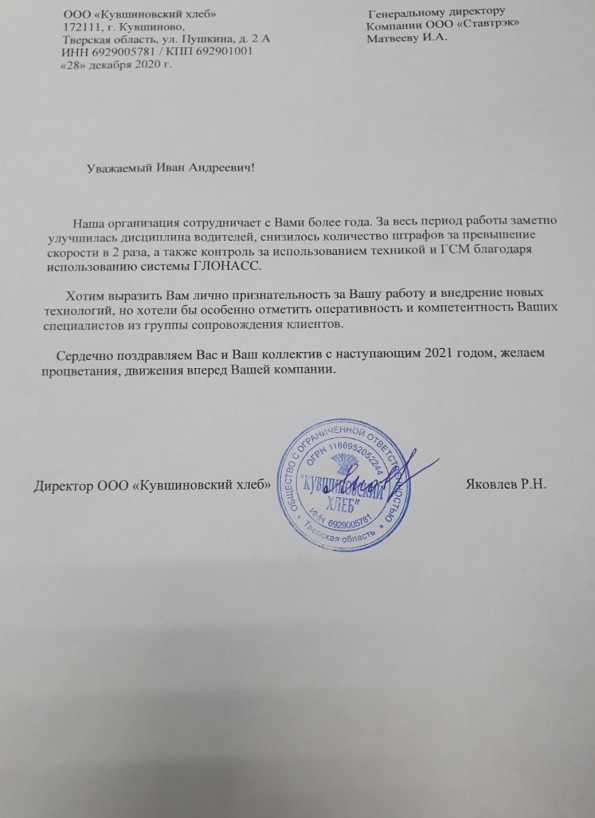 ООО «Кувшиновский хлеб»
172111, г. Кувшиново,
Тверская область, ул. Пушкина, д. 2 А
ИНН 6929005781 / КПП 692901001
«28» декабря 2020 г.
Генеральному директору
Компании ООО «Ставтрэк»
Матвееву И.А.
Уважаемый Иван Андреевич!
Наша организация сотрудничает с Вами более года. За весь период работы заметно
улучшилась дисциплина водителей, снизилось количество штрафов за превышение
скорости в 2 раза, а также контроль за использованием техникой и ГСМ благодаря
использованию системы ГЛОНАСС.
Хотим выразить Вам лично признательность за Вашу работу и внедрение новых
технологий, но хотели бы особенно отметить оперативность и компетентность Ваших
специалистов из группы сопровождения клиентов.
Сердечно поздравляем Вас и Ваш коллектив с наступающим 2021 годом, желаем
процветания, движения вперед Вашей компании.
Директор ООО «Кувшиновский хлеб»
Яковлев Р.Н.
ОБЩЕСТВО С ОГРАНИЧЕННОЙ ОТВЕТСТВЕННОСТЬЮ
ОГРН 1166952052244
"КУВШИНОВСКИЙ
ХЛЕБ"
ИНН 6929005781
* Тверская область *